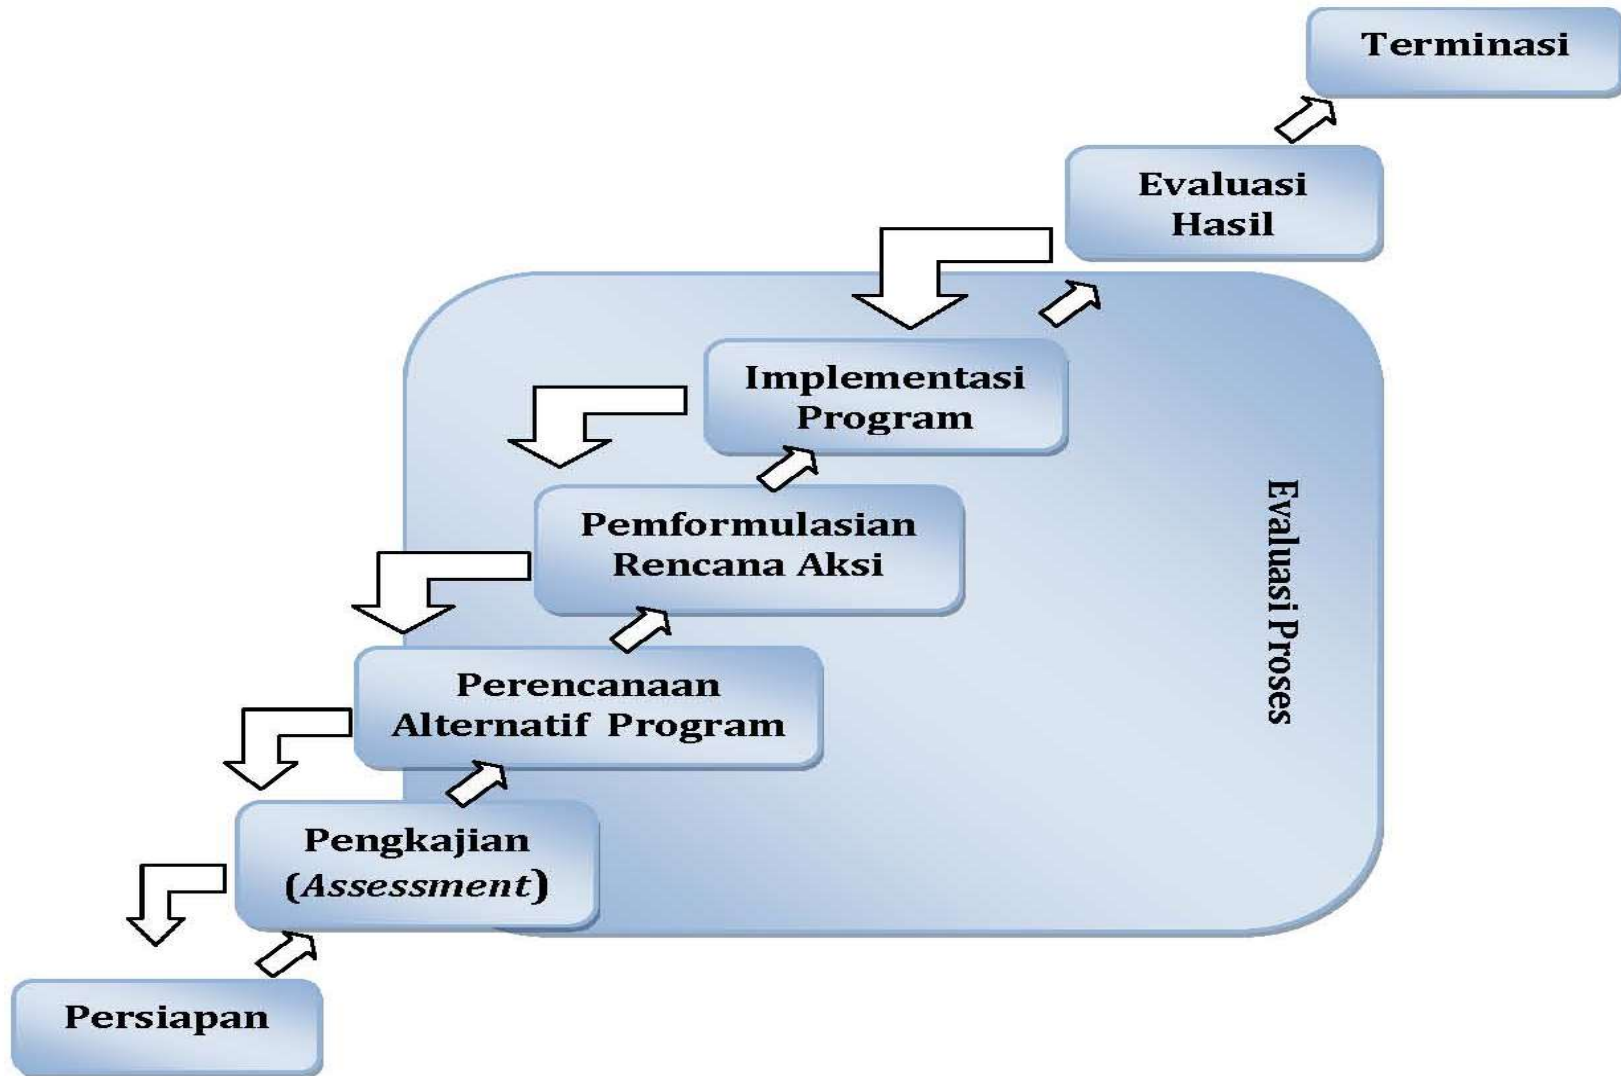 Terminasi
Evaluasi
Hasil
Implementasi
Program
Pemformulasian
Rencana Aksi
Evaluasi Proses
Perencanaan
Alternatif Program
Pengkajian
(Assessment)
Persiapan